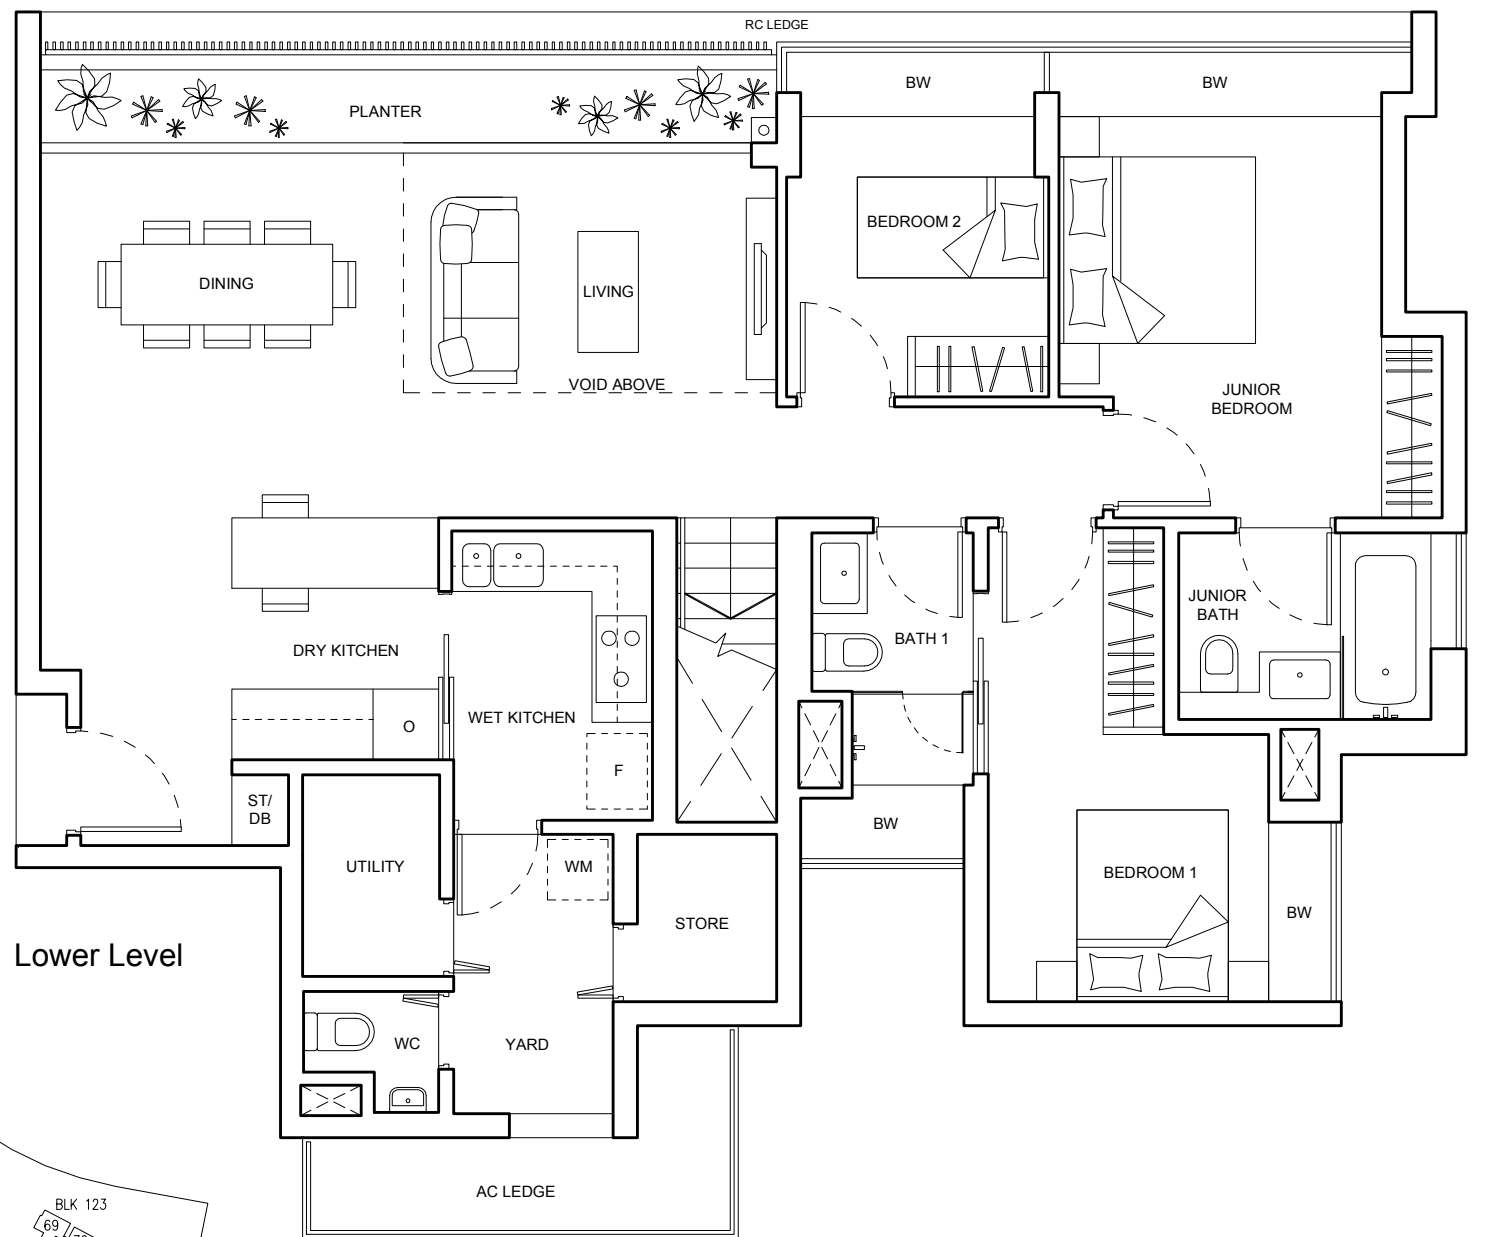 RC LEDGE
BW
BW
PLANTER
BEDROOM 2
DINING
LIVING
VOID ABOVE
JUNIOR
BEDROOM
JUNIOR
BATH
BATH 1
DRY KITCHEN
WET KITCHEN
O
F
ST/
DB
BW
UTILITY
WM
BEDROOM 1
BW
STORE
Lower Level
WC
YARD
AC LEDGE
BLK 123
69